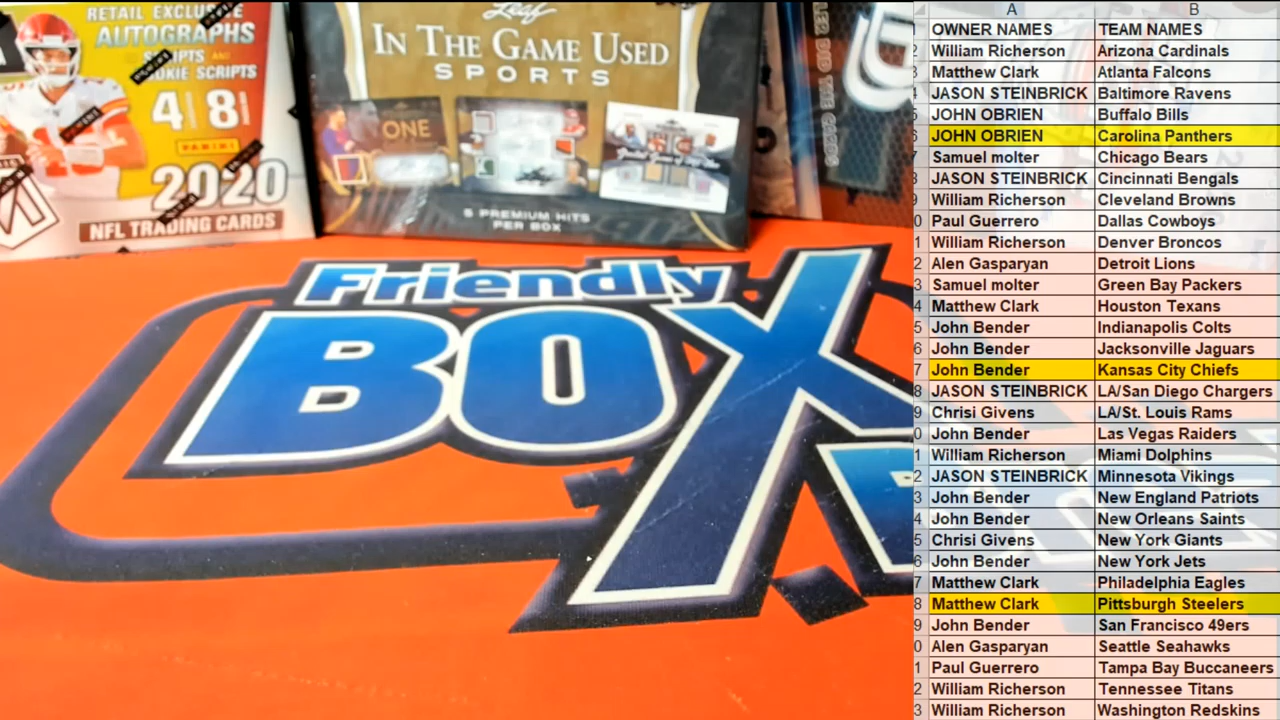 RETAIL EXCLUSIVE
AUTOGRAPHS
SCRIPTS AND
ROOKIE SCRIPTS
4 8
PANINI
2020
NFL TRADING CARDS
Leaf
IN THE GAME USED
SPORTS
ONE
5 PREMIUM HITS
PER BOX
Friendly
BOX
A B
OWNER NAMES TEAM NAMES
William Richerson Arizona Cardinals
Matthew Clark Atlanta Falcons
JASON STEINBRICK Baltimore Ravens
JOHN OBRIEN Buffalo Bills
JOHN OBRIEN Carolina Panthers
Samuel molter Chicago Bears
JASON STEINBRICK Cincinnati Bengals
William Richerson Cleveland Browns
Paul Guerrero Dallas Cowboys
William Richerson Denver Broncos
Alen Gasparyan Detroit Lions
Samuel molter Green Bay Packers
Matthew Clark Houston Texans
John Bender Indianapolis Colts
John Bender Jacksonville Jaguars
John Bender Kansas City Chiefs
JASON STEINBRICK LA/San Diego Chargers
Chrisi Givens LA/St. Louis Rams
John Bender Las Vegas Raiders
William Richerson Miami Dolphins
JASON STEINBRICK Minnesota Vikings
John Bender New England Patriots
John Bender New Orleans Saints
Chrisi Givens New York Giants
John Bender New York Jets
Matthew Clark Philadelphia Eagles
Matthew Clark Pittsburgh Steelers
John Bender San Francisco 49ers
Alen Gasparyan Seattle Seahawks
Paul Guerrero Tampa Bay Buccaneers
William Richerson Tennessee Titans
William Richerson Washington Redskins